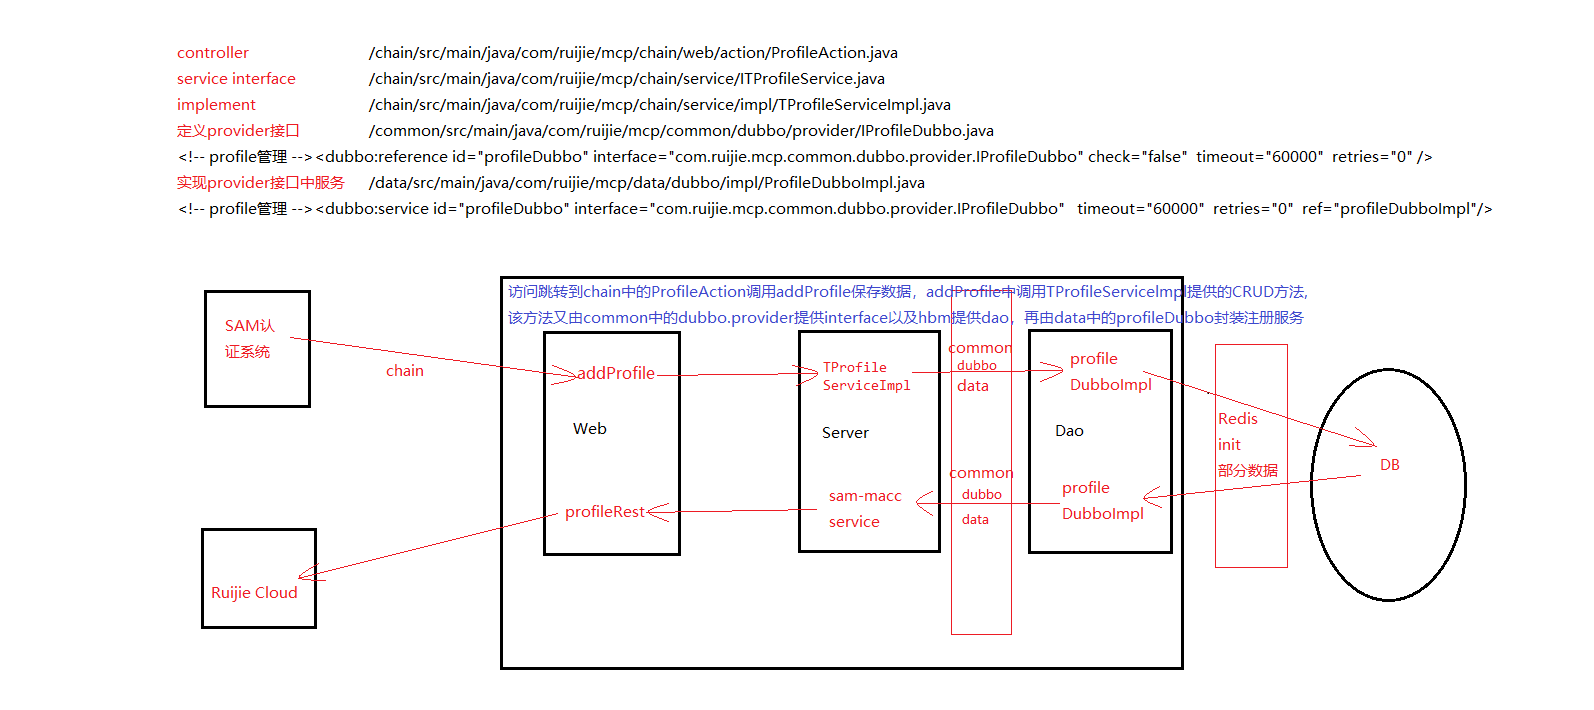 controller /chain/src/main/java/com/ruijie/mcp/chain/web/action/ProfileAction.java
service interface /chain/src/main/java/com/ruijie/mcp/chain/service/ITProfileService.java
implement /chain/src/main/java/com/ruijie/mcp/chain/service/impl/TProfileServiceImpl.java
定义provider接口 /common/src/main/java/com/ruijie/mcp/common/dubbo/provider/IProfileDubbo.java
<!-- profile管理 --><dubbo:reference id="profileDubbo" interface="com.ruijie.mcp.common.dubbo.provider.IProfileDubbo" check="false" timeout="60000" retries="0" />
实现provider接口中服务 /data/src/main/java/com/ruijie/mcp/data/dubbo/impl/ProfileDubboImpl.java
<!-- profile管理 --><dubbo:service id="profileDubbo" interface="com.ruijie.mcp.common.dubbo.provider.IProfileDubbo" timeout="60000" retries="0" ref="profileDubboImpl"/>
访问跳转到chain中的ProfileAction调用addProfile保存数据，addProfile中调用TProfileServiceImpl提供的CRUD方法,
该方法又由common中的dubbo.provider提供interface以及hbm提供dao，再由data中的profileDubbo封装注册服务
SAM认
证系统
chain
addProfile
Web
profileRest
TProfile
ServiceImpl
Server
sam-macc
service
common
dubbo
data
common
dubbo
data
profile
DubboImpl
Dao
profile
DubboImpl
Redis
init
部分数据
DB
Ruijie Cloud